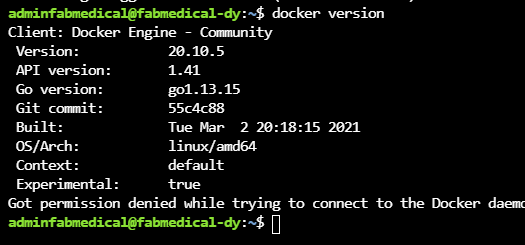 adminfabmedical@fabmedical-dy:~$ docker version
Client: Docker Engine - Community
Version: 20.10.5
API version: 1.41
Go version: go1.13.15
Git commit: 55c4c88
Built: Tue Mar 2 20:18:15 2021
OS/Arch: linux/amd64
Context: default
Experimental: true
Got permission denied while trying to connect to the Docker daemo
adminfabmedical@fabmedical-dy:~$